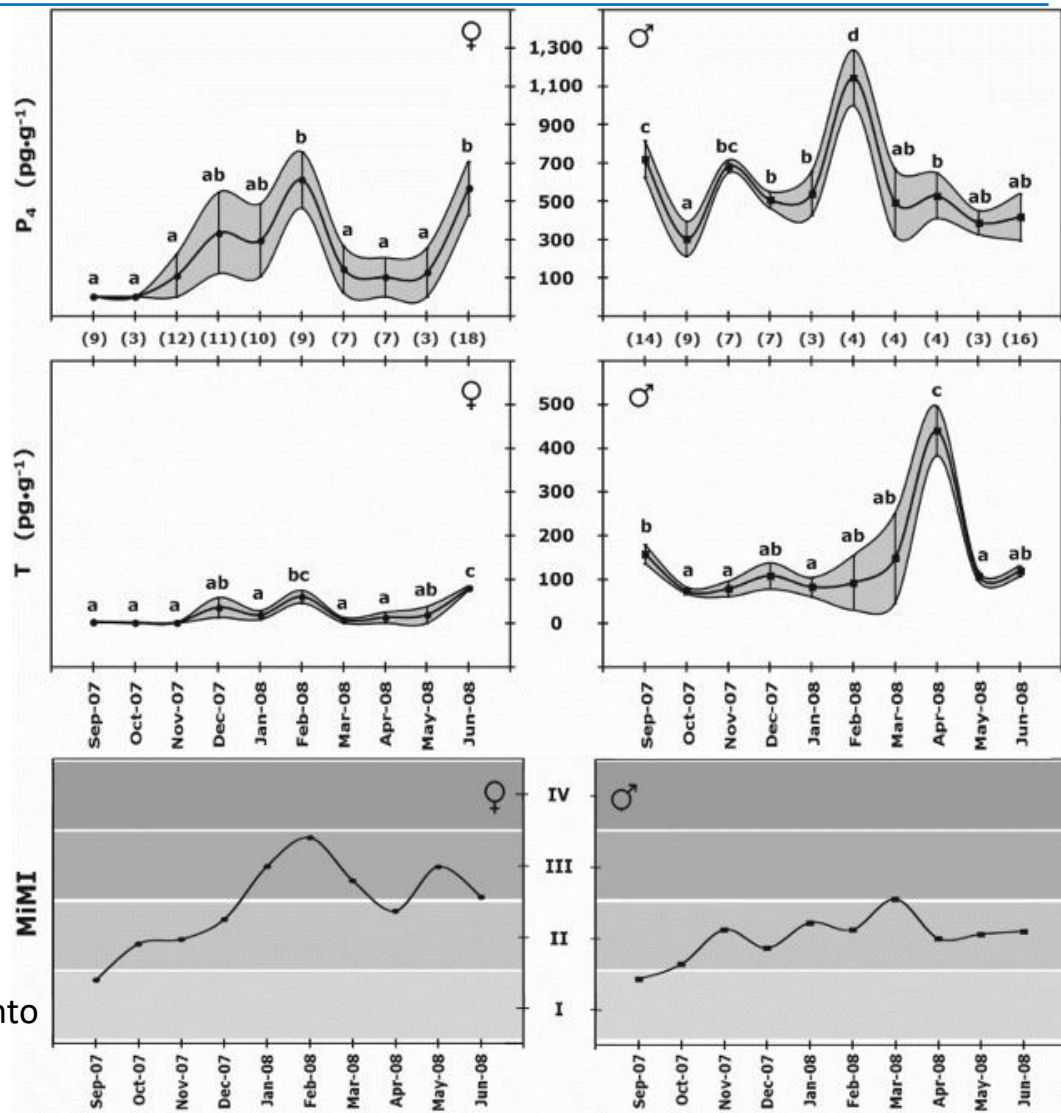 ♀ ♂
P4 (pg•g-1)
1,300
1,100
900
700
500
300
100
a a a ab ab b a a a b
c a bc b b d ab b ab ab
(9) (3) (12) (11) (10) (9) (7) (7) (3) (18)
(14) (9) (7) (7) (3) (4) (4) (4) (3) (16)
♀ ♂
T (pg•g-1)
500
400
300
200
100
0
a a a ab a bc a a ab c
b a a ab a ab ab c a ab
Sep-07 Oct-07 Nov-07 Dec-07 Jan-08 Feb-08 Mar-08 Apr-08 May-08 Jun-08
Sep-07 Oct-07 Nov-07 Dec-07 Jan-08 Feb-08 Mar-08 Apr-08 May-08 Jun-08
♀ ♂
MiMI
IV
III
II
I
nto
Sep-07 Oct-07 Nov-07 Dec-07 Jan-08 Feb-08 Mar-08 Apr-08 May-08 Jun-08
Sep-07 Oct-07 Nov-07 Dec-07 Jan-08 Feb-08 Mar-08 Apr-08 May-08 Jun-08